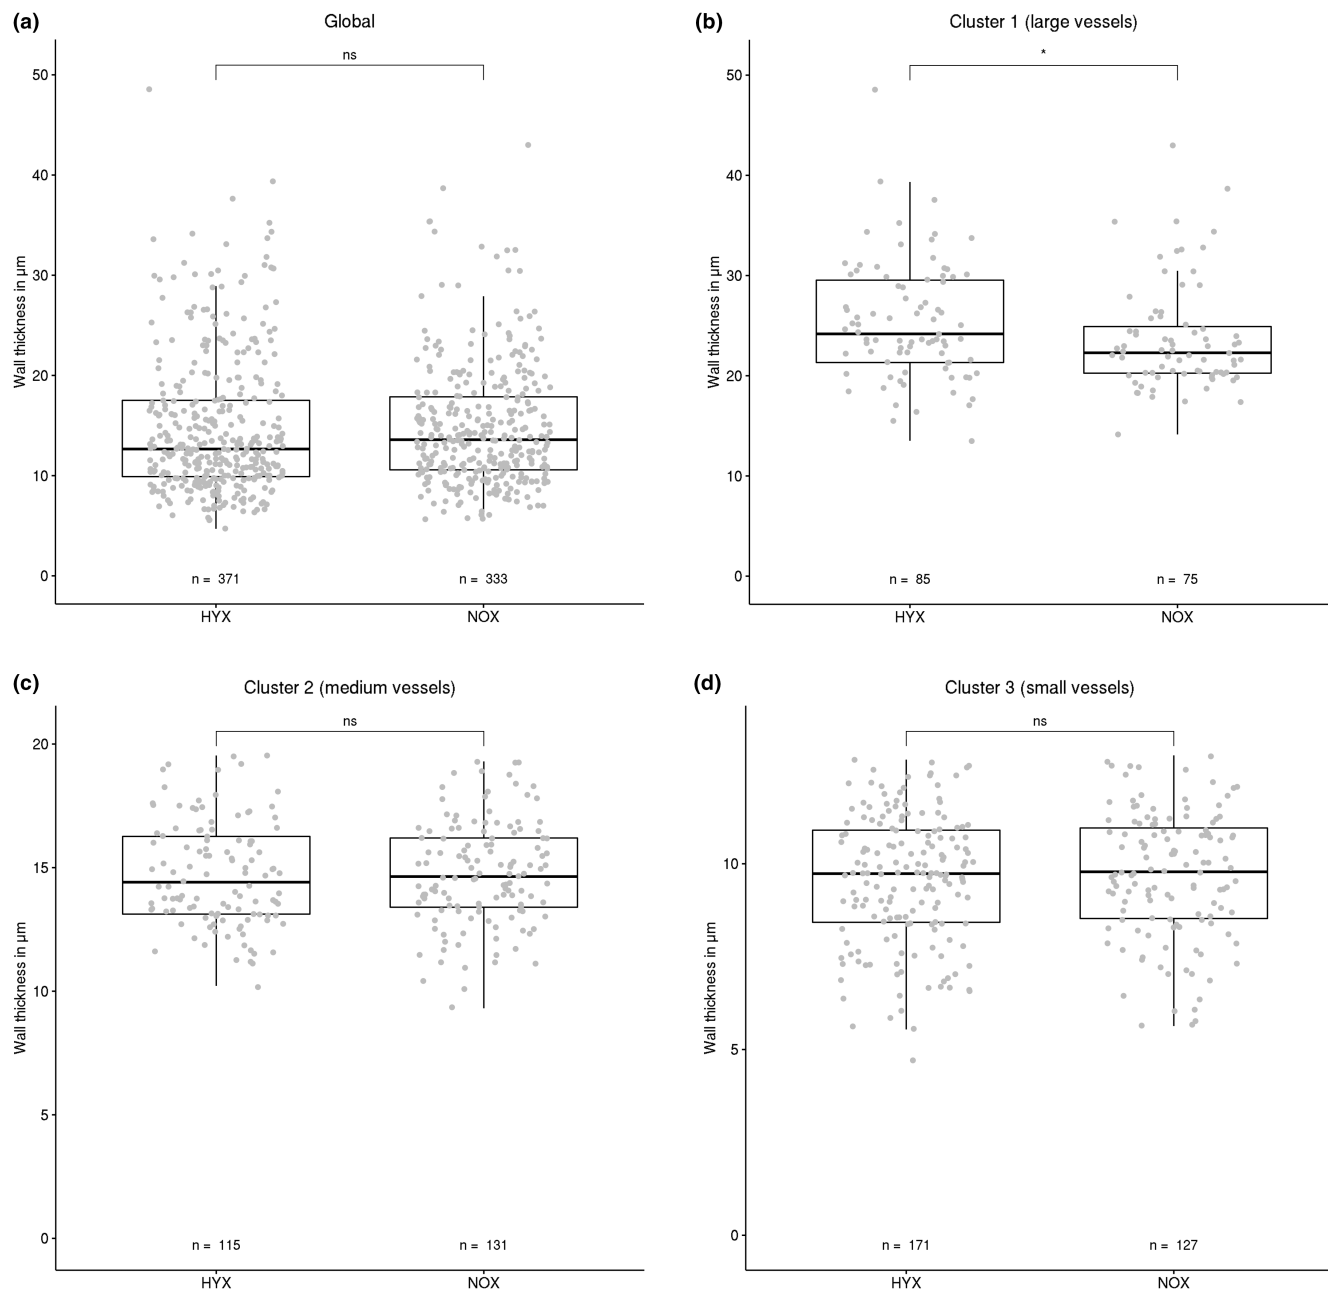 (a) Global
ns
50
40
30
20
10
0
Wall thickness in µm
n = 371 n = 333
HYX NOX
(b) Cluster 1 (large vessels)
*
50
40
30
20
10
0
Wall thickness in µm
n = 85 n = 75
HYX NOX
(c) Cluster 2 (medium vessels)
ns
20
15
10
5
0
Wall thickness in µm
n = 115 n = 131
HYX NOX
(d) Cluster 3 (small vessels)
ns
10
5
0
Wall thickness in µm
n = 171 n = 127
HYX NOX